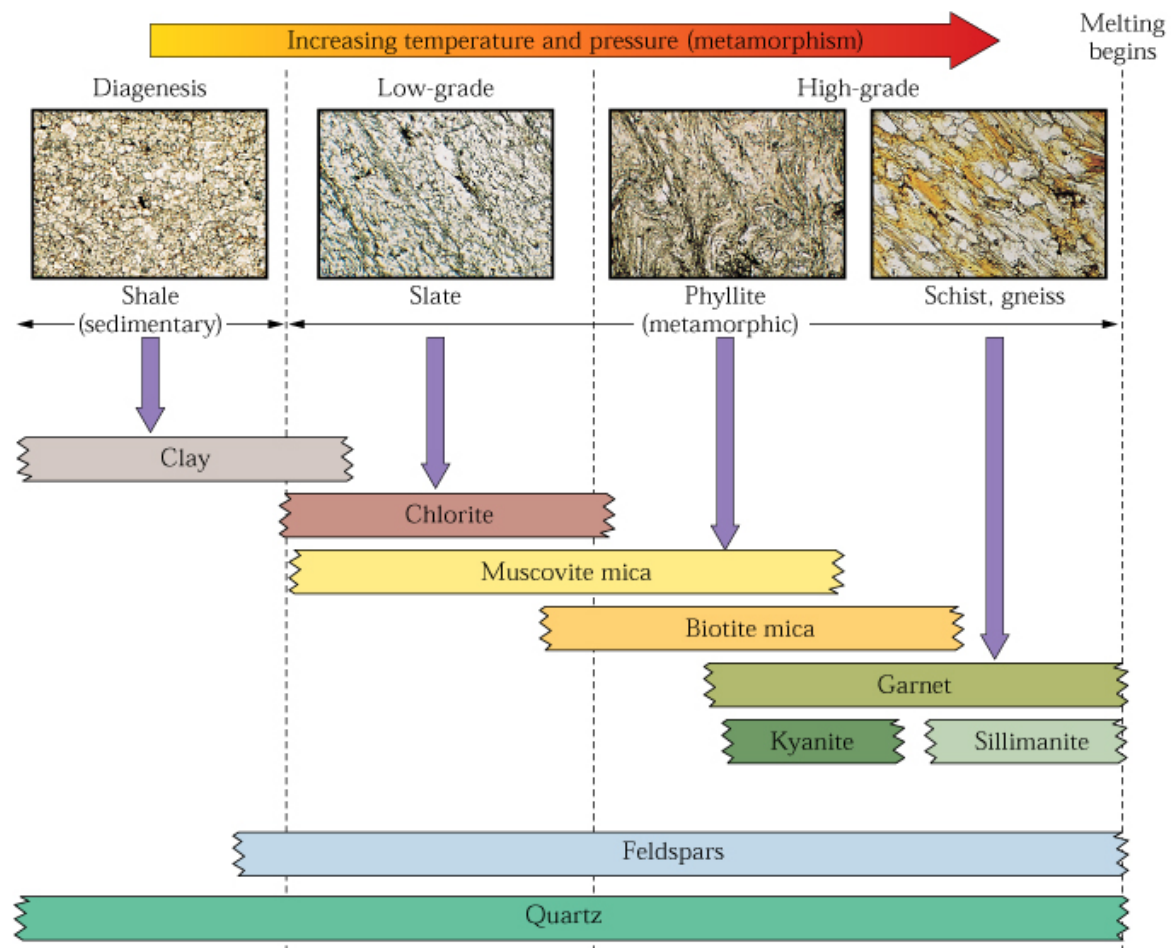 Increasing temperature and pressure (metamorphism)
Melting
begins
Diagenesis
Low-grade
High-grade
Shale
(sedimentary)
Slate
Phyllite
(metamorphic)
Schist, gneiss
Clay
Chlorite
Muscovite mica
Biotite mica
Garnet
Kyanite
Sillimanite
Feldspars
Quartz